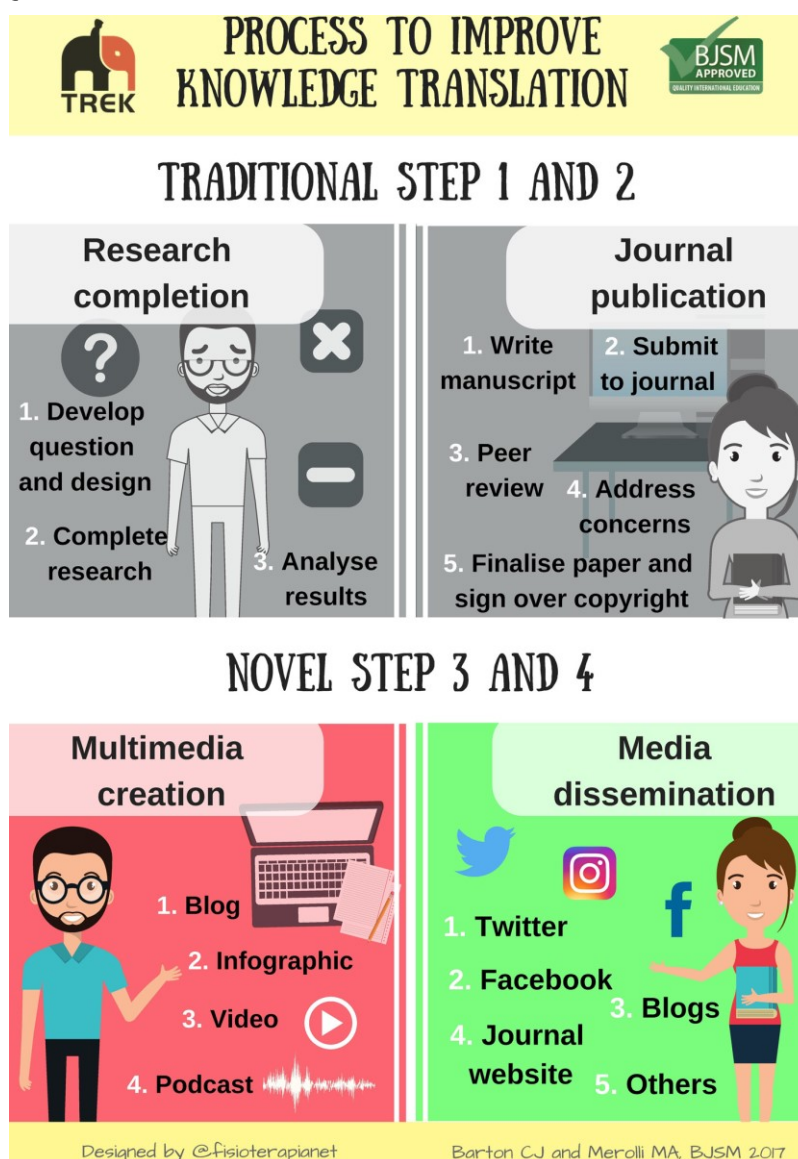 PROCESS TO IMPROVE
KNOWLEDGE TRANSLATION
TREK
BJSM
APPROVED
QUALITY INTERNATIONAL EDUCATION
TRADITIONAL STEP 1 AND 2
Research
completion
1. Develop
question
and design
2. Complete
research
3. Analyse
results
Journal
publication
1. Write
manuscript
2. Submit
to journal
3. Peer
review
4. Address
concerns
5. Finalise paper and
sign over copyright
NOVEL STEP 3 AND 4
Multimedia
creation
1. Blog
2. Infographic
3. Video
4. Podcast
Media
dissemination
1. Twitter
2. Facebook
3. Blogs
4. Journal
website
5. Others
Designed by @fisioterapianet
Barton CJ and Merolli MA, BJSM 2017